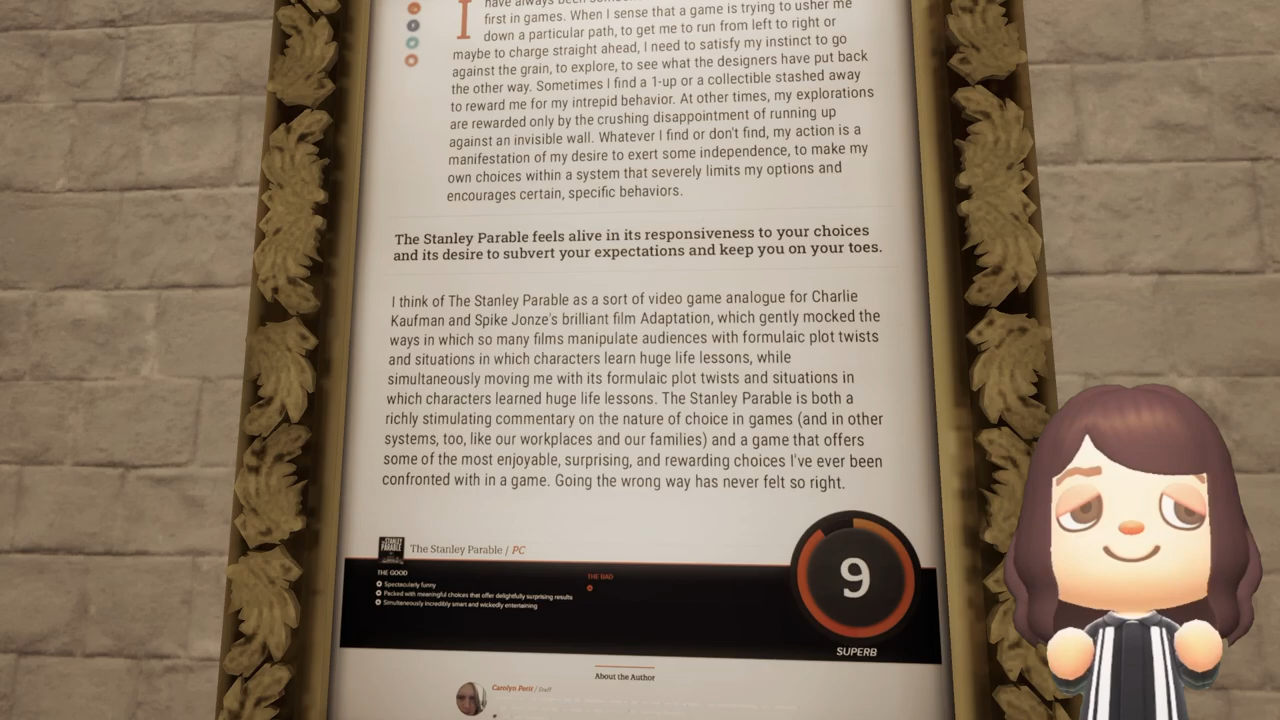 I
first in games. When I sense that a game is trying to usher me
down a particular path, to get me to run from left to right or
maybe to charge straight ahead, I need to satisfy my instinct to go
against the grain, to explore, to see what the designers have put back
the other way. Sometimes I find a 1-up or a collectible stashed away
to reward me for my intrepid behavior. At other times, my explorations
are rewarded only by the crushing disappointment of running up
against an invisible wall. Whatever I find or don't find, my action is a
manifestation of my desire to exert some independence, to make my
own choices within a system that severely limits my options and
encourages certain, specific behaviors.
The Stanley Parable feels alive in its responsiveness to your choices
and its desire to subvert your expectations and keep you on your toes.
I think of The Stanley Parable as a sort of video game analogue for Charlie
Kaufman and Spike Jonze's brilliant film Adaptation, which gently mocked the
ways in which so many films manipulate audiences with formulaic plot twists
and situations in which characters learn huge life lessons, while
simultaneously moving me with its formulaic plot twists and situations in
which characters learned huge life lessons. The Stanley Parable is both a
richly stimulating commentary on the nature of choice in games (and in other
systems, too, like our workplaces and our families) and a game that offers
some of the most enjoyable, surprising, and rewarding choices I've ever been
confronted with in a game. Going the wrong way has never felt so right.
The Stanley Parable / PC
THE GOOD
Spectacularly funny
Packed with meaningful choices that offer delightfully surprising results
Simultaneously incredibly smart and wickedly entertaining
THE BAD
9
SUPERB
About the Author
Carolyn Petit / Staff